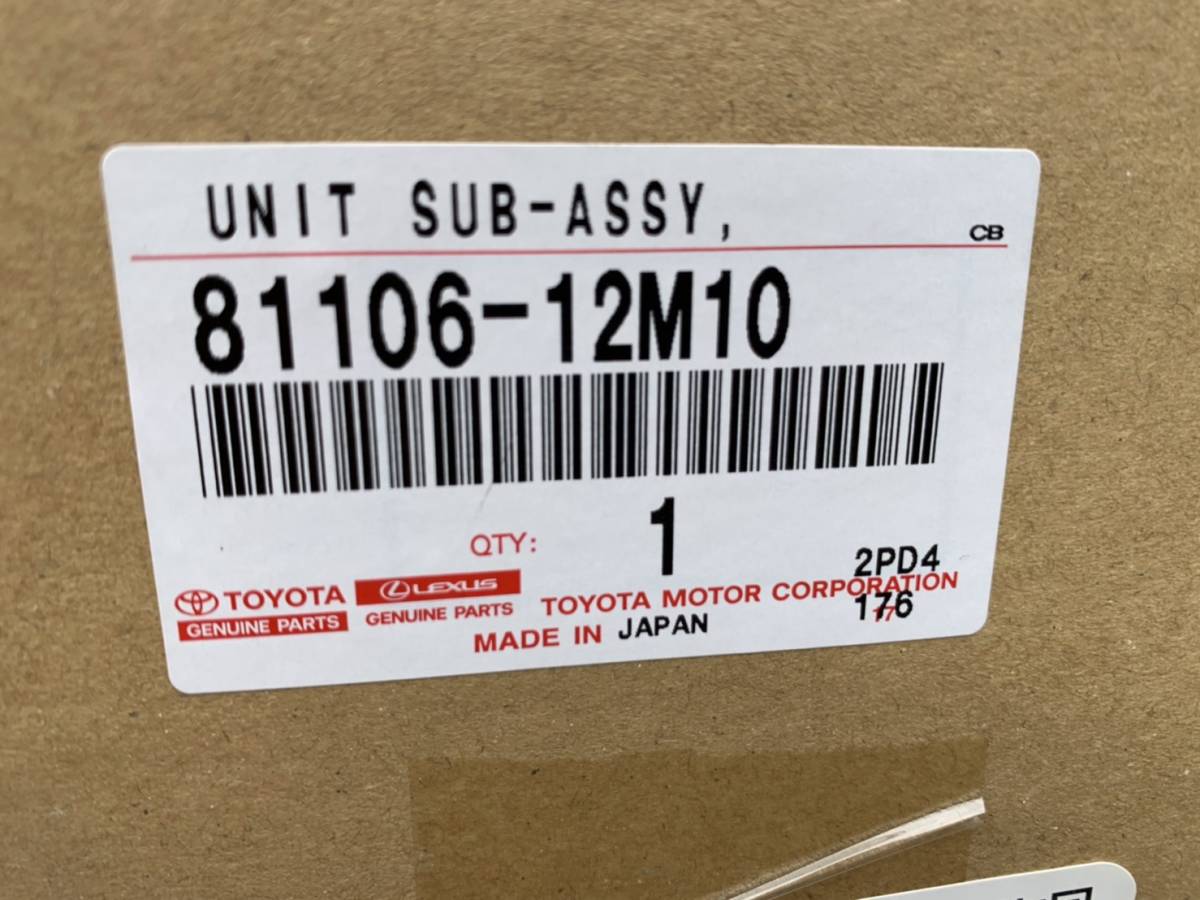 UNIT SUB-ASSY,
CB
81106-12M10
QTY: 1
2PD4
TOYOTA
GENUINE PARTS
LEXUS
GENUINE PARTS
TOYOTA MOTOR CORPORATION
176
MADE IN JAPAN